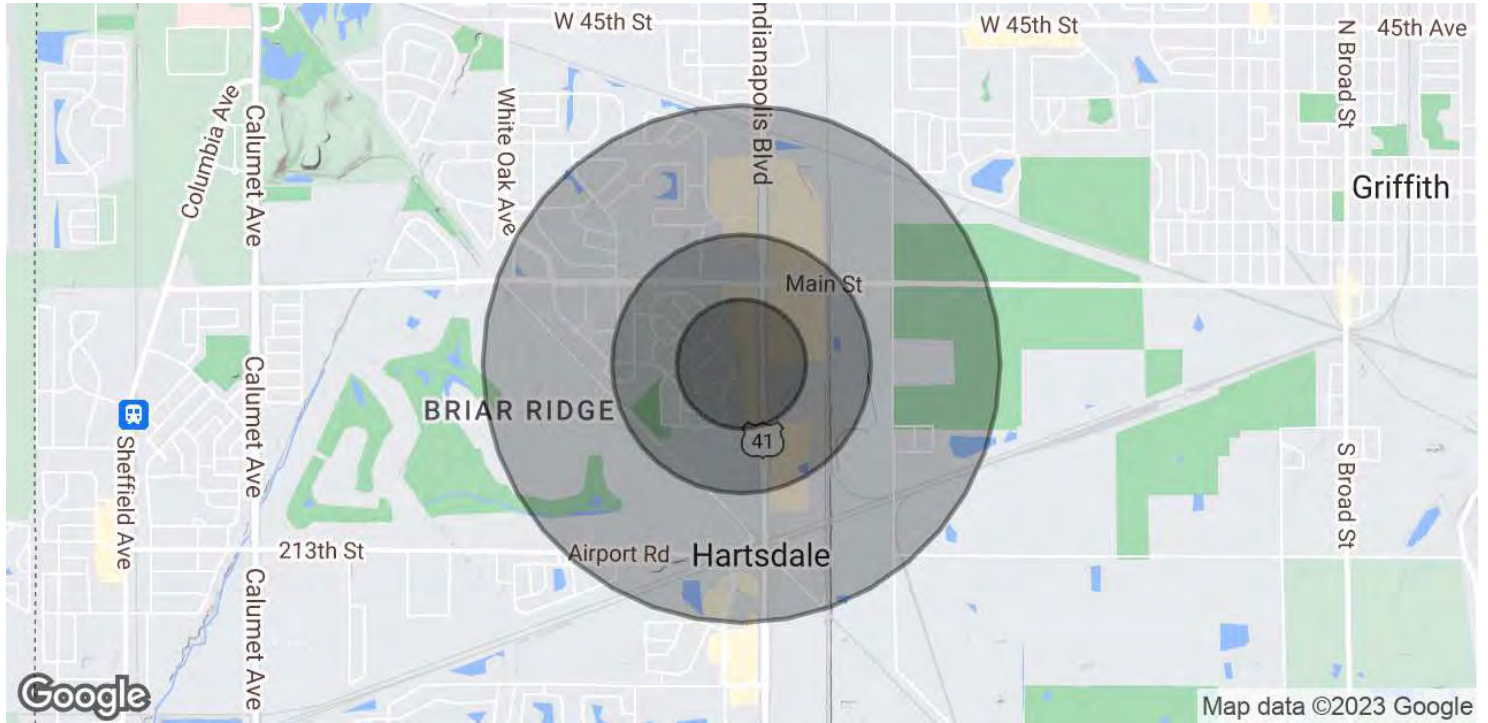 W 45th St
ndianapolis Blvd
W 45th St
N Broad St
45th Ave
Columbia Ave
Calumet Ave
White Oak Ave
Griffith
Main St
Calumet Ave
BRIAR RIDGE
41
Sheffield Ave
S Broad St
213th St
Airport Rd
Hartsdale
Calumet Ave
Google
Map data ©2023 Google